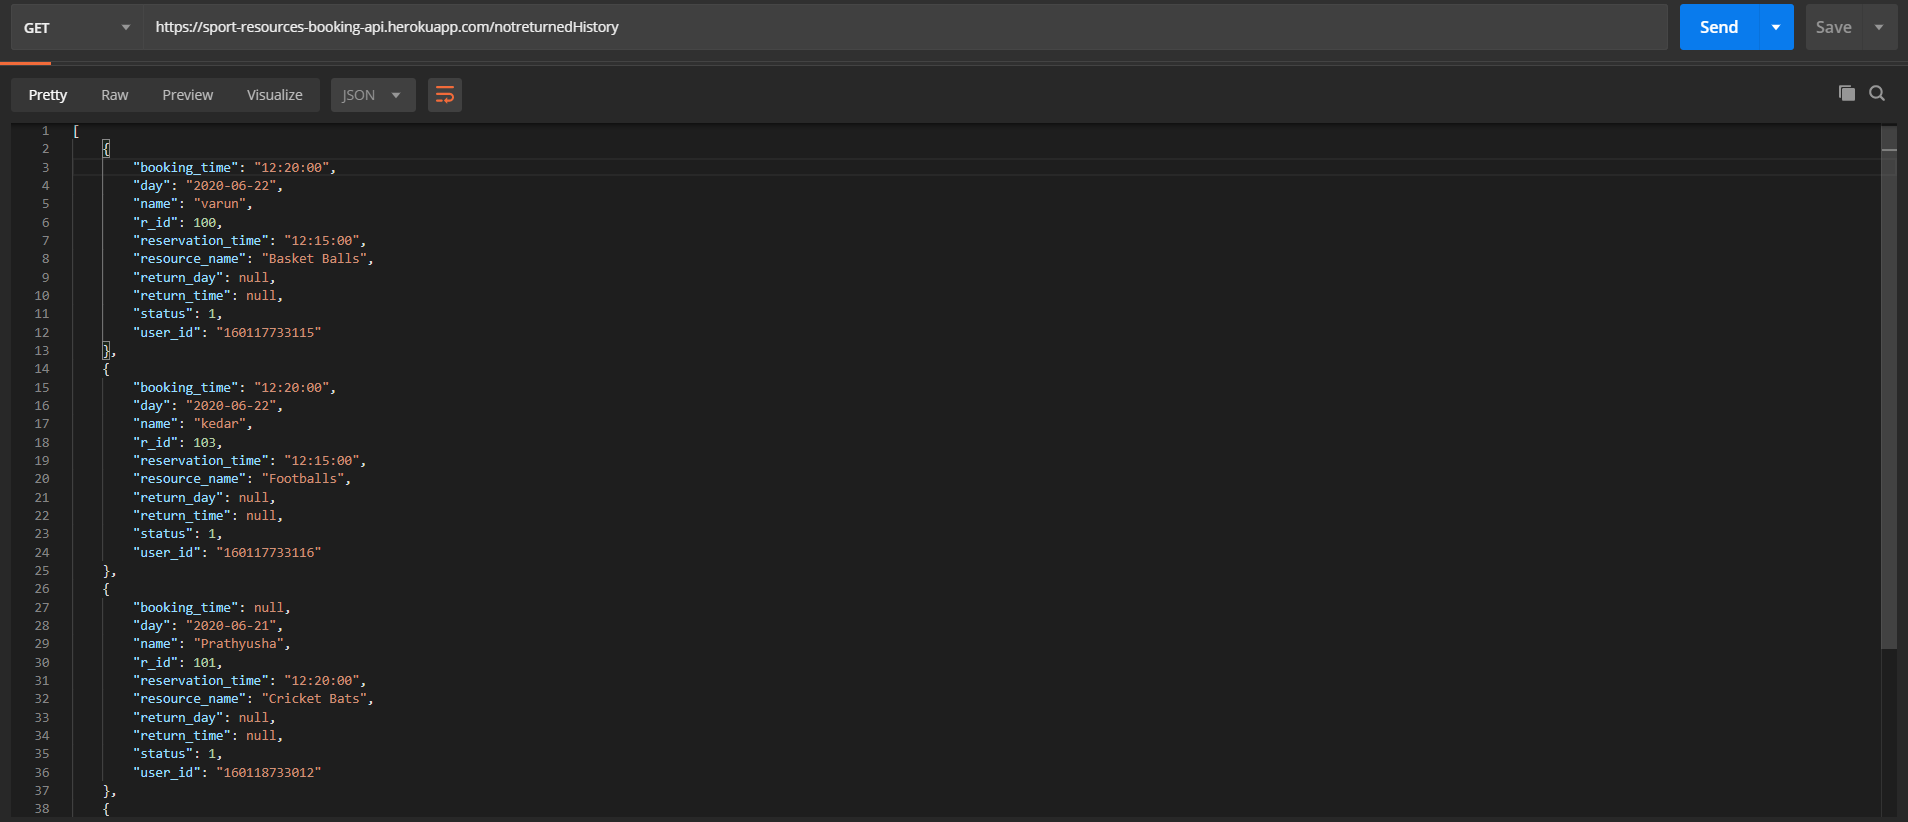 GET https://sport-resources-booking-api.herokuapp.com/notreturnedHistory Send Save
Pretty Raw Preview Visualize JSON
1 [
2 {
3 "booking_time": "12:20:00",
4 "day": "2020-06-22",
5 "name": "varun",
6 "r_id": 100,
7 "reservation_time": "12:15:00",
8 "resource_name": "Basket Balls",
9 "return_day": null,
10 "return_time": null,
11 "status": 1,
12 "user_id": "160117733115"
13 },
14 {
15 "booking_time": "12:20:00",
16 "day": "2020-06-22",
17 "name": "kedar",
18 "r_id": 103,
19 "reservation_time": "12:15:00",
20 "resource_name": "Footballs",
21 "return_day": null,
22 "return_time": null,
23 "status": 1,
24 "user_id": "160117733116"
25 },
26 {
27 "booking_time": null,
28 "day": "2020-06-21",
29 "name": "Prathyusha",
30 "r_id": 101,
31 "reservation_time": "12:20:00",
32 "resource_name": "Cricket Bats",
33 "return_day": null,
34 "return_time": null,
35 "status": 1,
36 "user_id": "160118733012"
37 },
38 {